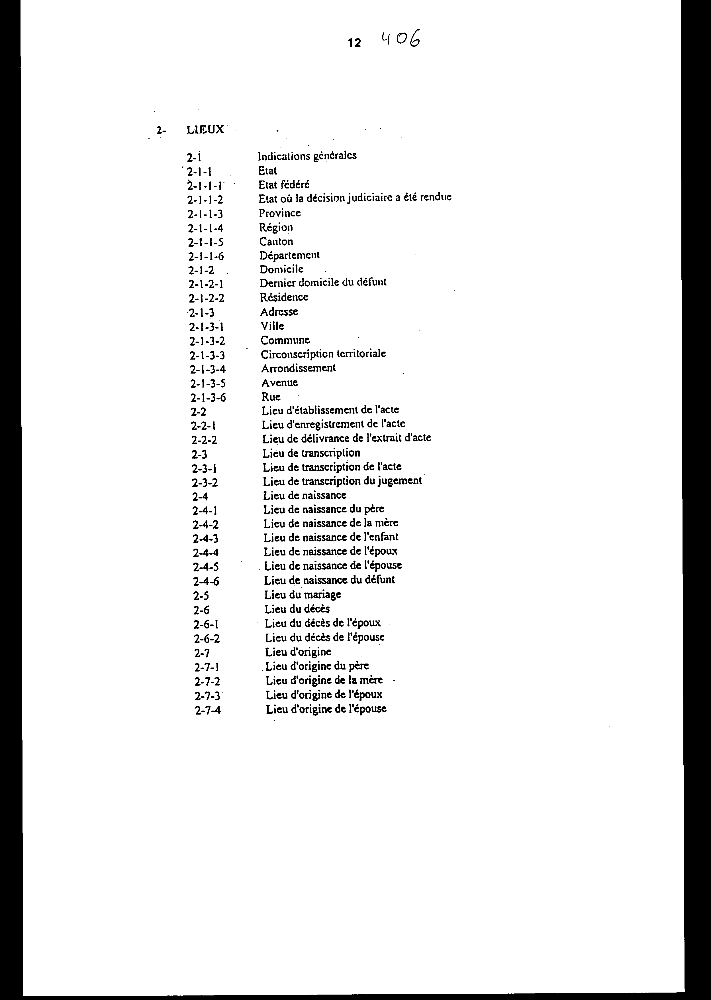 12 406
2- LIEUX
2-1 Indications générales
2-1-1 Etat
2-1-1-1 Etat fédéré
2-1-1-2 Etat où la décision judiciaire a été rendue
2-1-1-3 Province
2-1-1-4 Région
2-1-1-5 Canton
2-1-1-6 Département
2-1-2 Domicile
2-1-2-1 Dernier domicile du défunt
2-1-2-2 Résidence
2-1-3 Adresse
2-1-3-1 Ville
2-1-3-2 Commune
2-1-3-3 Circonscription territoriale
2-1-3-4 Arrondissement
2-1-3-5 Avenue
2-1-3-6 Rue
2-2 Lieu d'établissement de l'acte
2-2-1 Lieu d'enregistrement de l'acte
2-2-2 Lieu de délivrance de l'extrait d'acte
2-3 Lieu de transcription
2-3-1 Lieu de transcription de l'acte
2-3-2 Lieu de transcription du jugement
2-4 Lieu de naissance
2-4-1 Lieu de naissance du père
2-4-2 Lieu de naissance de la mère
2-4-3 Lieu de naissance de l'enfant
2-4-4 Lieu de naissance de l'époux
2-4-5 Lieu de naissance de l'épouse
2-4-6 Lieu de naissance du défunt
2-5 Lieu du mariage
2-6 Lieu du décès
2-6-1 Lieu du décès de l'époux
2-6-2 Lieu du décès de l'épouse
2-7 Lieu d'origine
2-7-1 Lieu d'origine du père
2-7-2 Lieu d'origine de la mère
2-7-3 Lieu d'origine de l'époux
2-7-4 Lieu d'origine de l'épouse